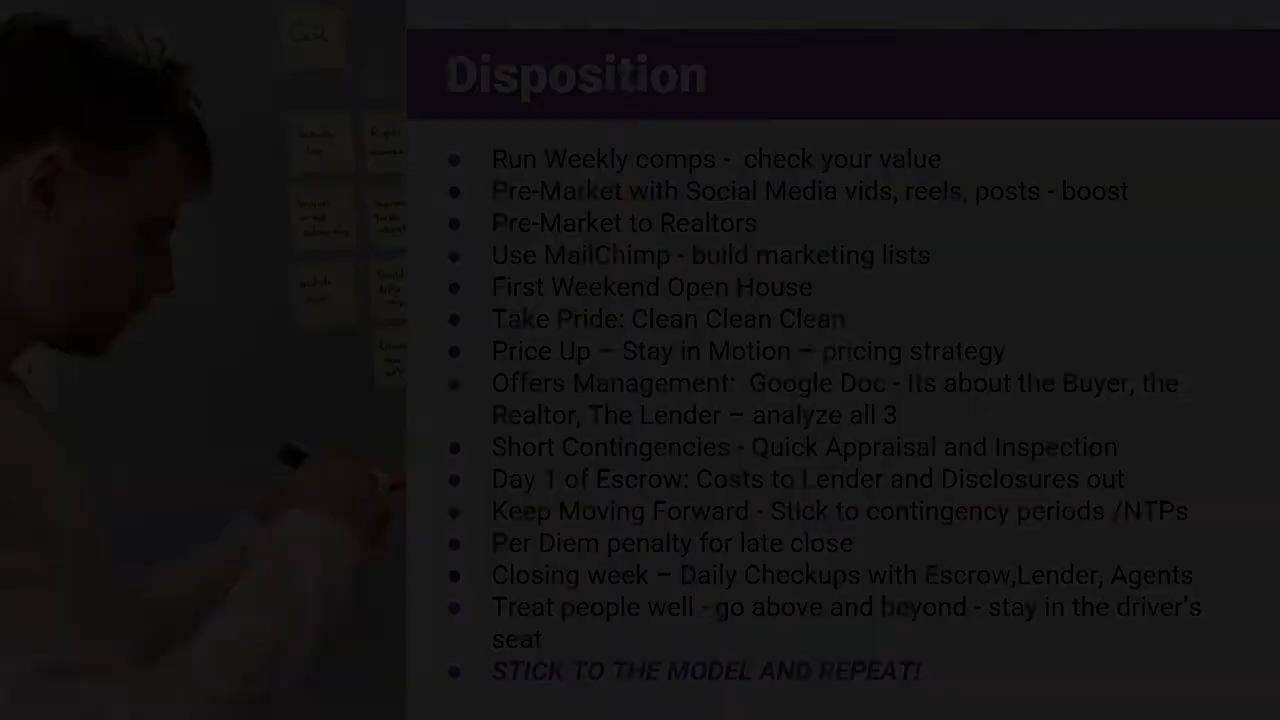 Disposition
Run Weekly comps - check your value
Pre-Market with Social Media vids, reels, posts - boost
Pre-Market to Realtors
Use MailChimp - build marketing lists
First Weekend Open House
Take Pride: Clean Clean Clean
Price Up – Stay in Motion – pricing strategy
Offers Management: Google Doc - Its about the Buyer, the
Realtor, The Lender – analyze all 3
Short Contingencies - Quick Appraisal and Inspection
Day 1 of Escrow: Costs to Lender and Disclosures out
Keep Moving Forward - Stick to contingency periods /NTPs
Per Diem penalty for late close
Closing week – Daily Checkups with Escrow,Lender, Agents
Treat people well - go above and beyond - stay in the driver's
seat
STICK TO THE MODEL AND REPEAT!